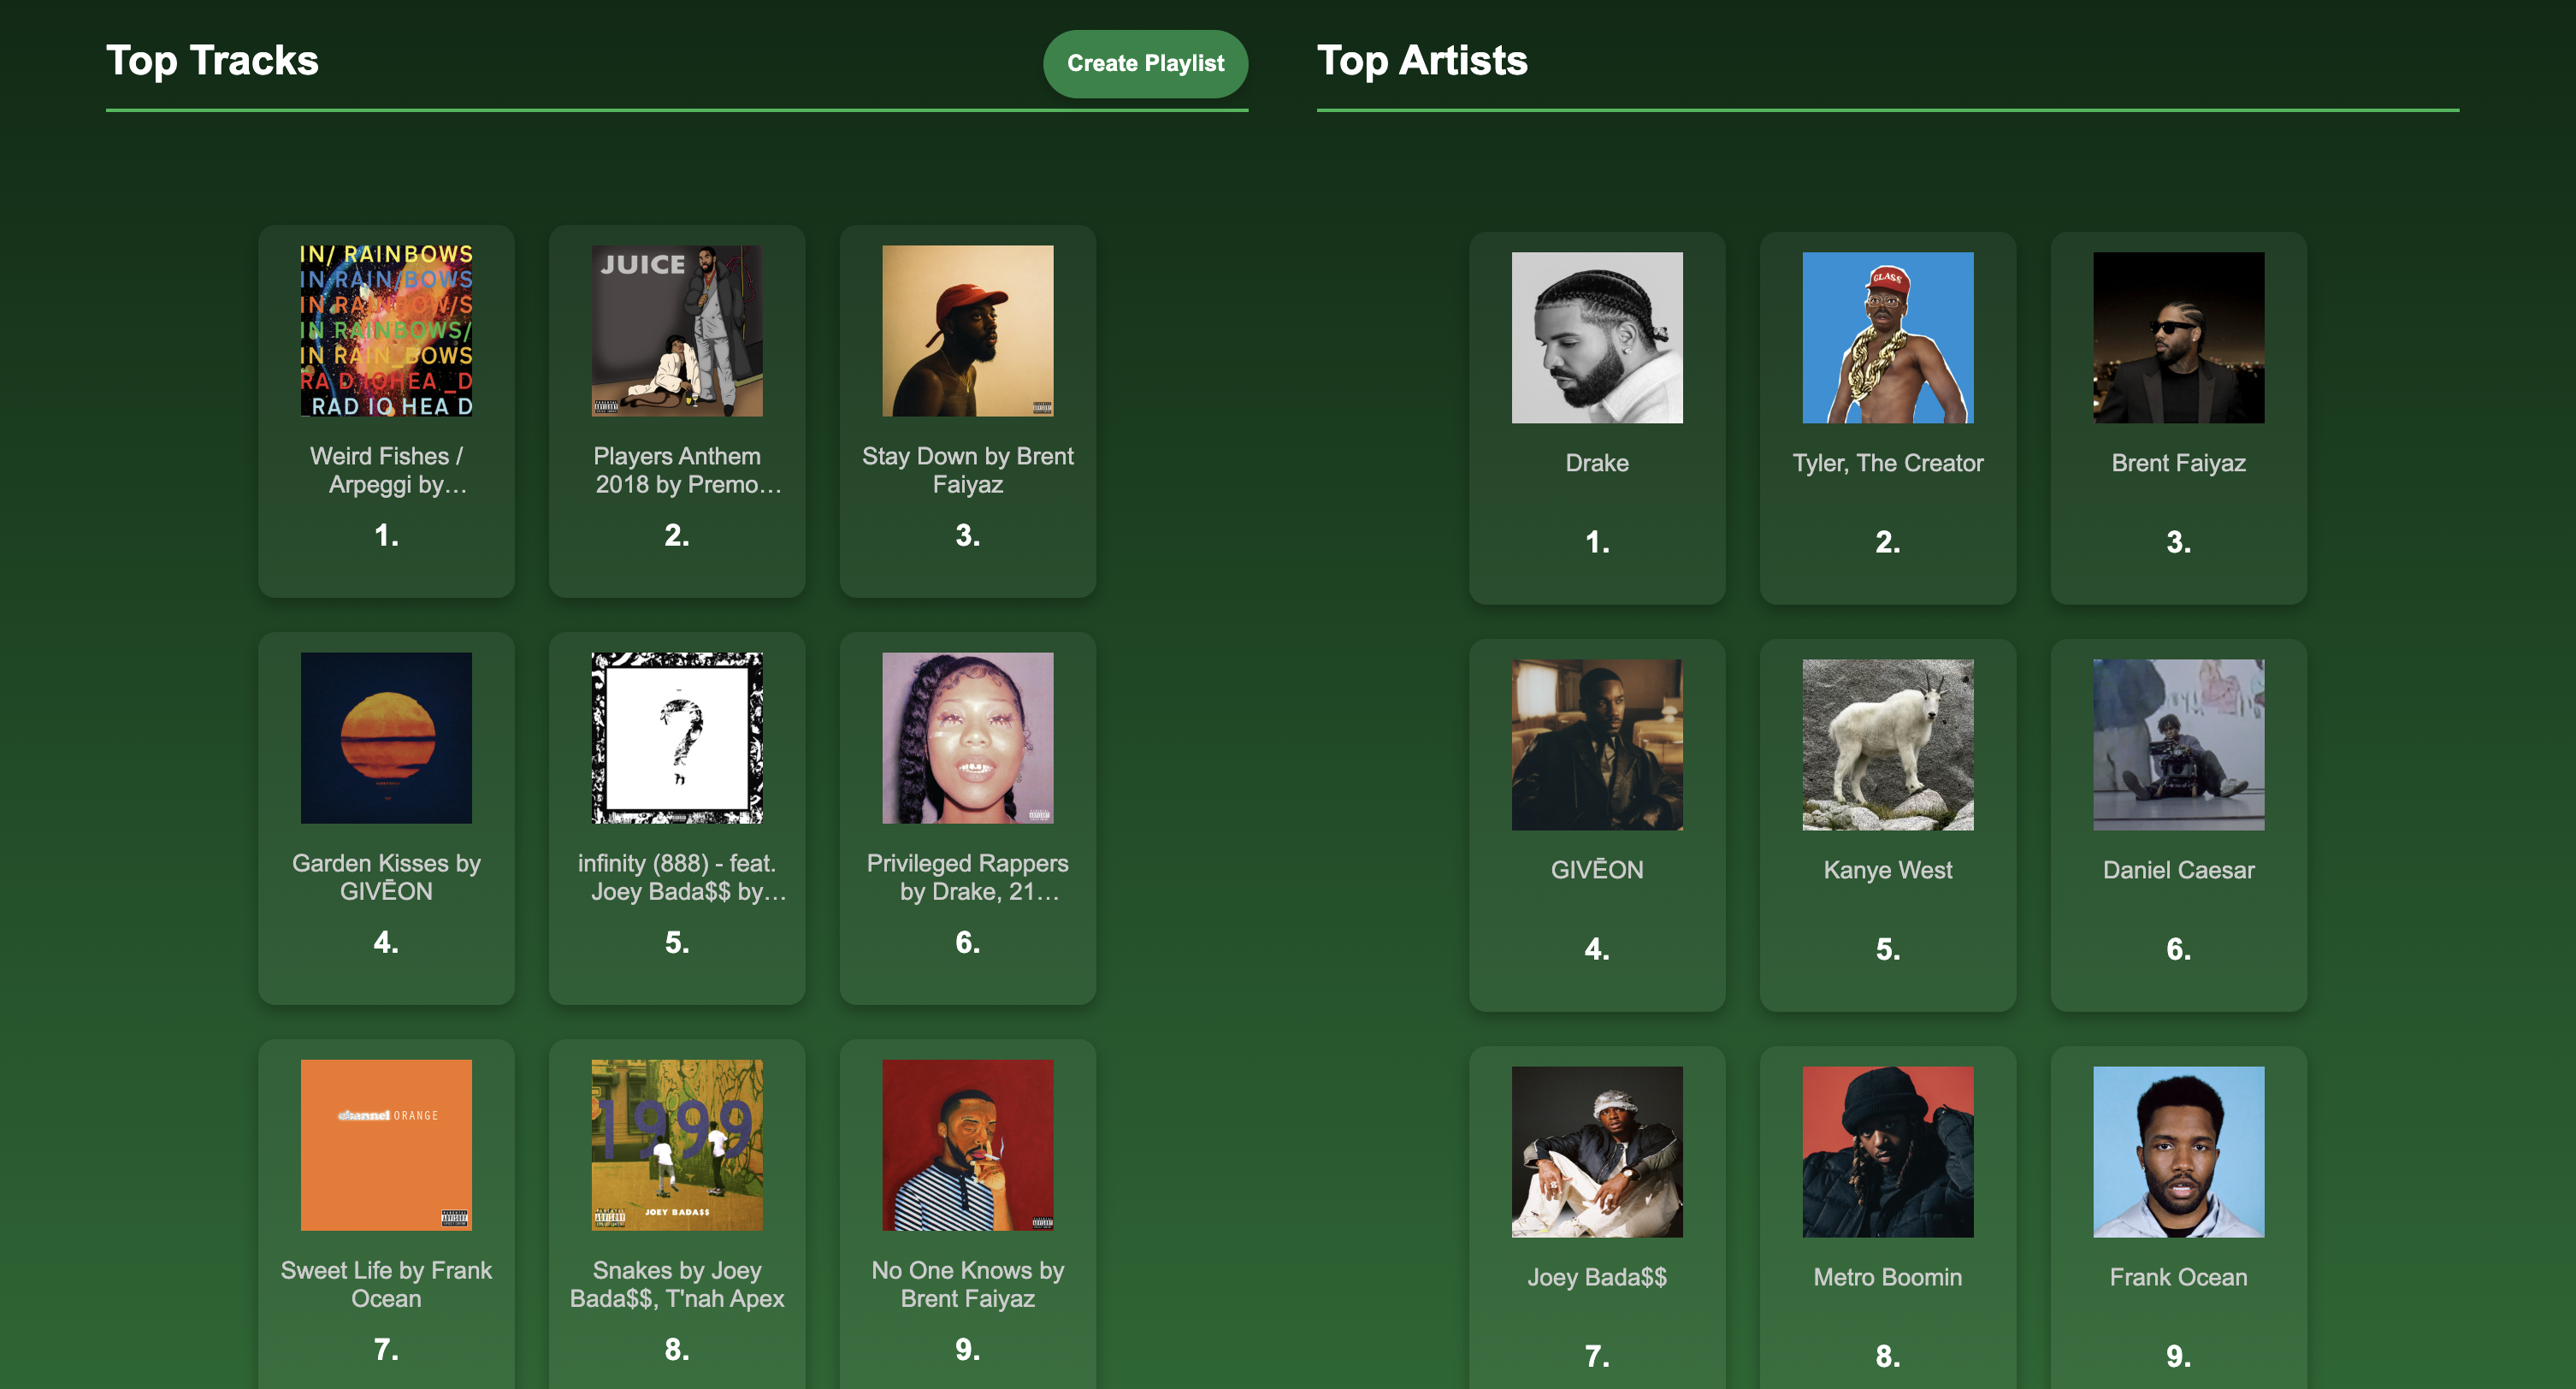 Top Tracks
Create Playlist
IN/ RAINBOWS
IN RAIN/BOWS
IN RAINBOW/S
IN RAINBOWS/
IN RAIN_BOWS
RA D IOHEA _D
RAD IO HEA D
Weird Fishes /
Arpeggi by…
1.
JUICE
Players Anthem
2018 by Premo…
2.
Stay Down by Brent
Faiyaz
3.
Garden Kisses by
GIVĒON
4.
?
infinity (888) - feat.
Joey Bada$$ by…
5.
Privileged Rappers
by Drake, 21…
6.
channel ORANGE
Sweet Life by Frank
Ocean
7.
1999
JOEY BADA$$
Snakes by Joey
Bada$$, T'nah Apex
8.
No One Knows by
Brent Faiyaz
9.
Top Artists
Drake
1.
GLASS
Tyler, The Creator
2.
Brent Faiyaz
3.
GIVĒON
4.
Kanye West
5.
Daniel Caesar
6.
Joey Bada$$
7.
Metro Boomin
8.
Frank Ocean
9.